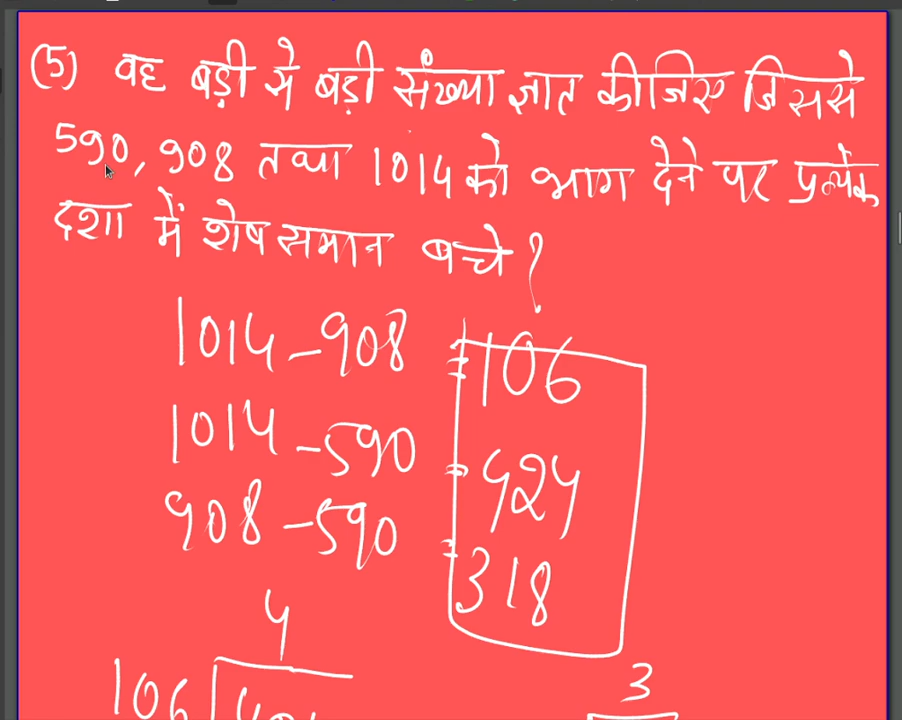 (5) वह बड़ी से बड़ी संख्या ज्ञात कीजिए जिससे
590, 908 तथा 1014 को भाग देने पर प्रत्येक
दशा में शेष समान बचे ?
1014 - 908 = 106
1014 - 590 = 424
908 - 590 = 318
4
3
106